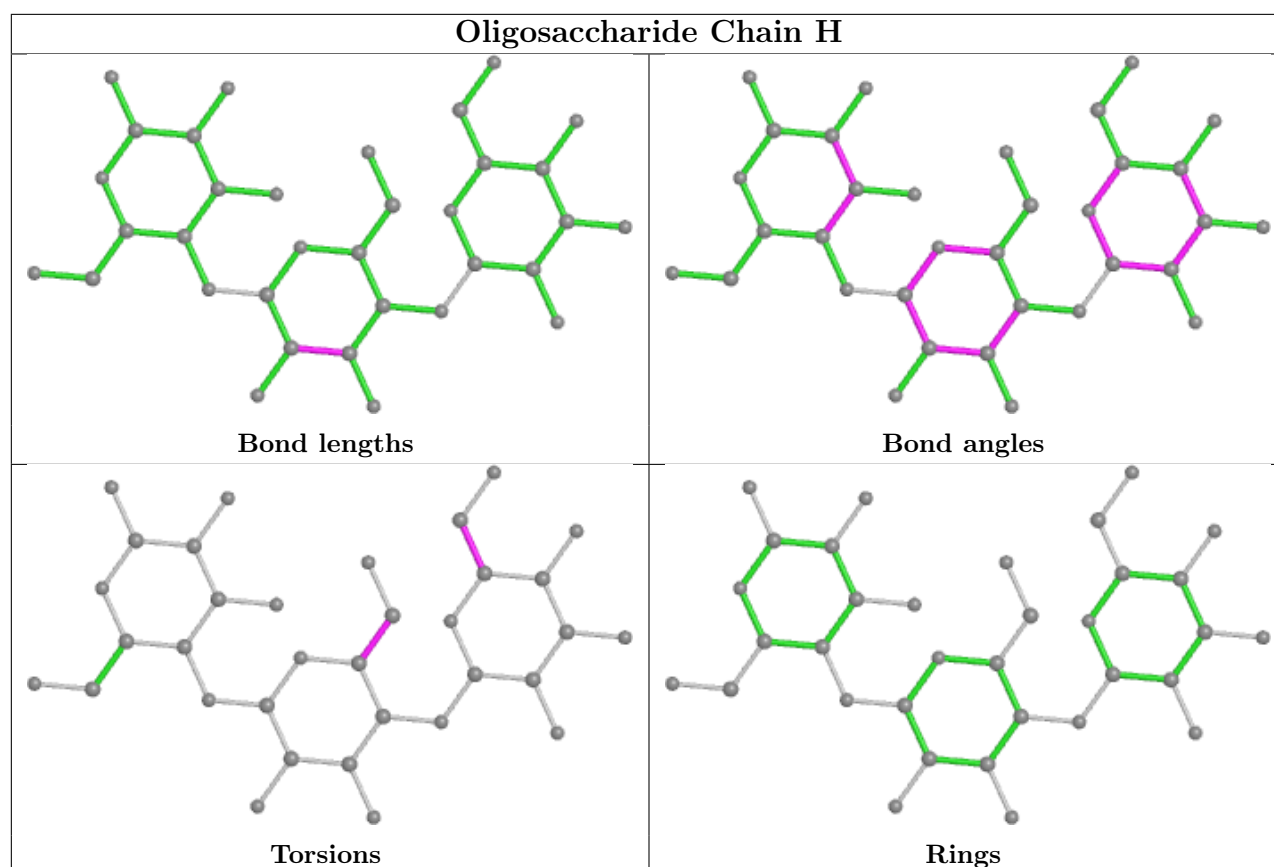 Oligosaccharide Chain H
Bond lengths
Bond angles
Torsions
Rings